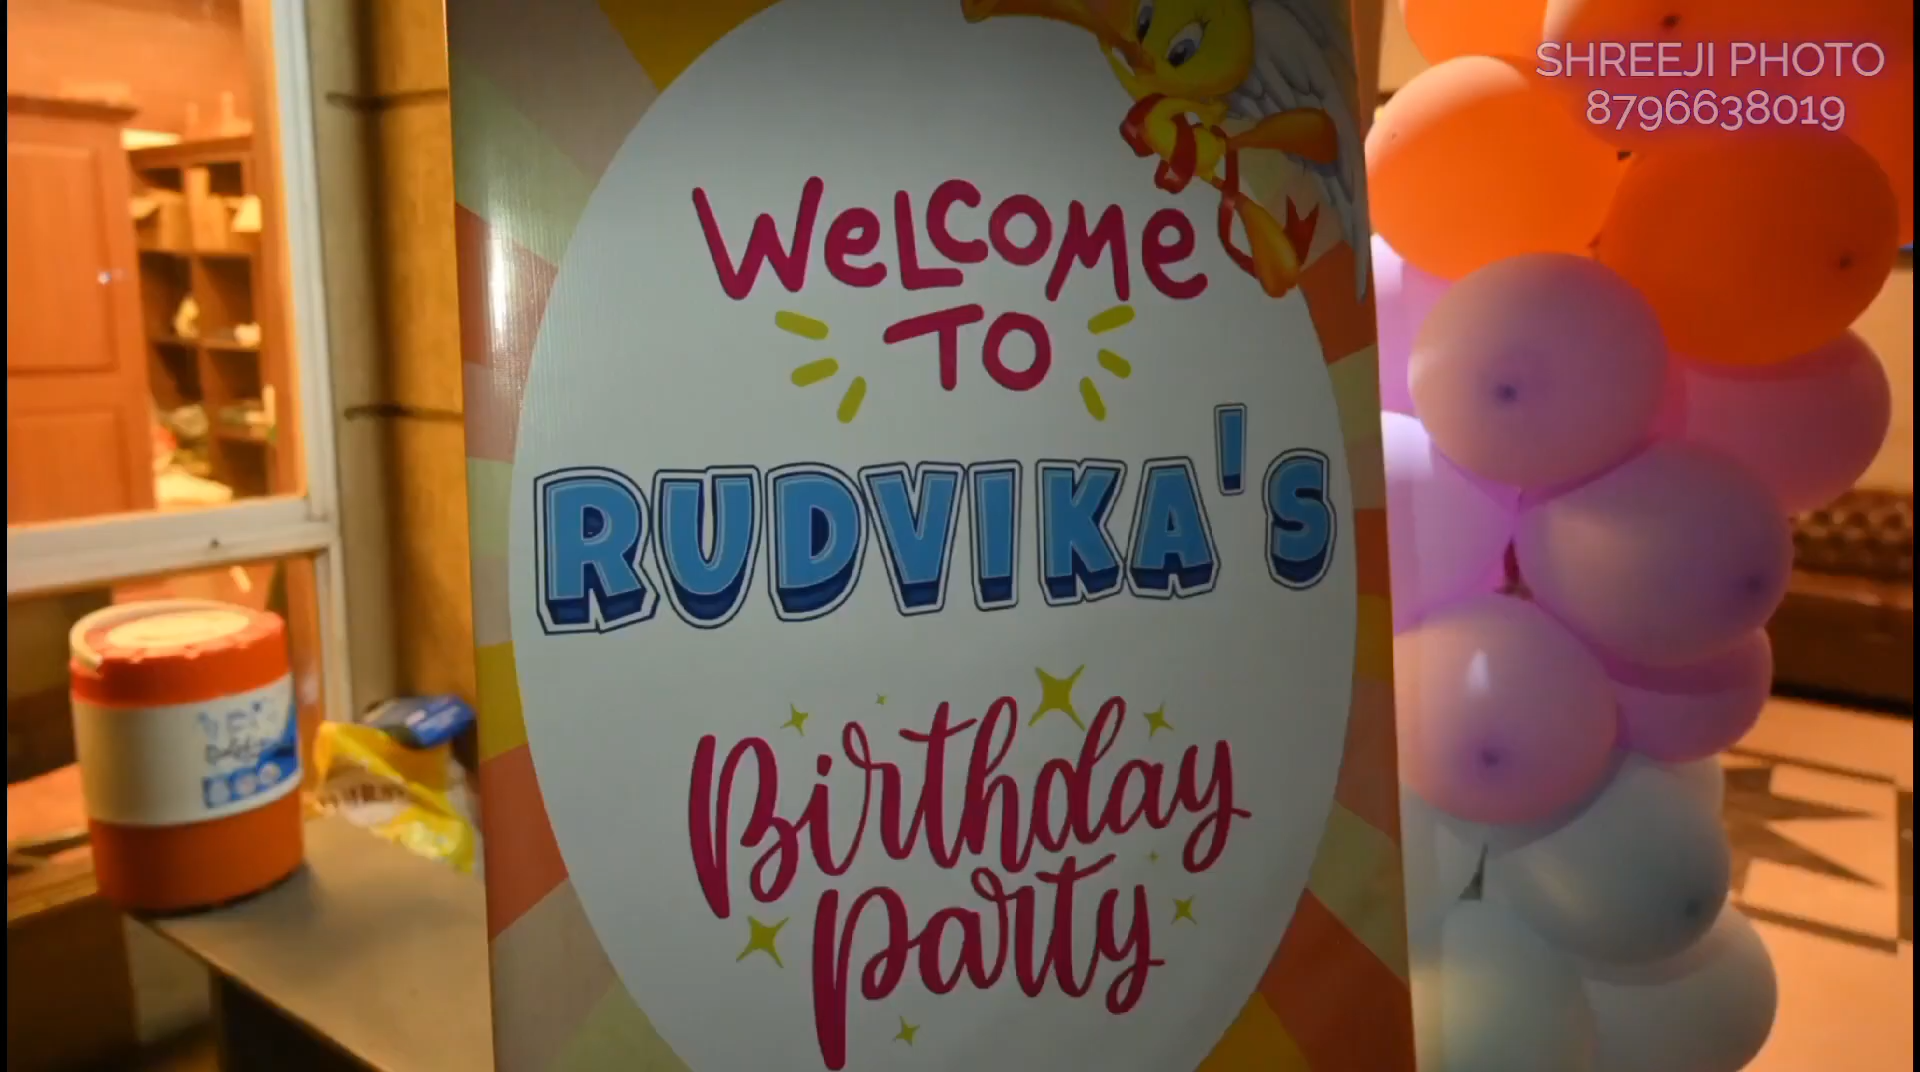 SHREEJI PHOTO
8796638019
WeLCOMe
TO
RUDVIKA'S
Birthday
Party